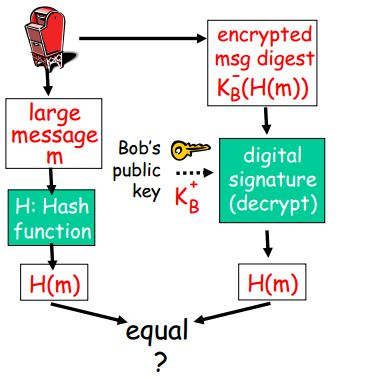 encrypted
msg digest
K_B^-(H(m))
large
message
m
Bob's
public
key
K_B^+
digital
signature
(decrypt)
H: Hash
function
H(m)
H(m)
equal
?